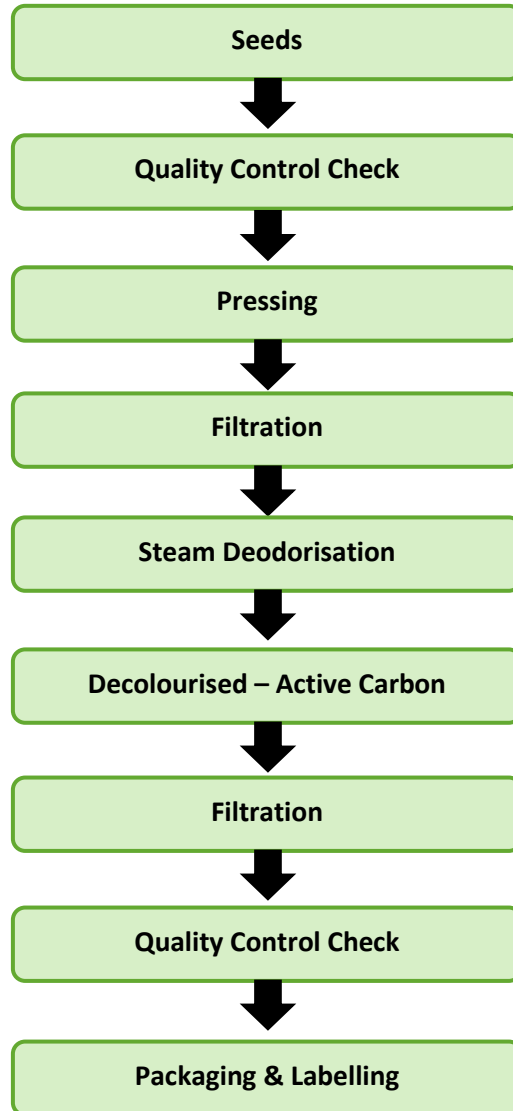 Seeds
Quality Control Check
Pressing
Filtration
Steam Deodorisation
Decolourised – Active Carbon
Filtration
Quality Control Check
Packaging & Labelling